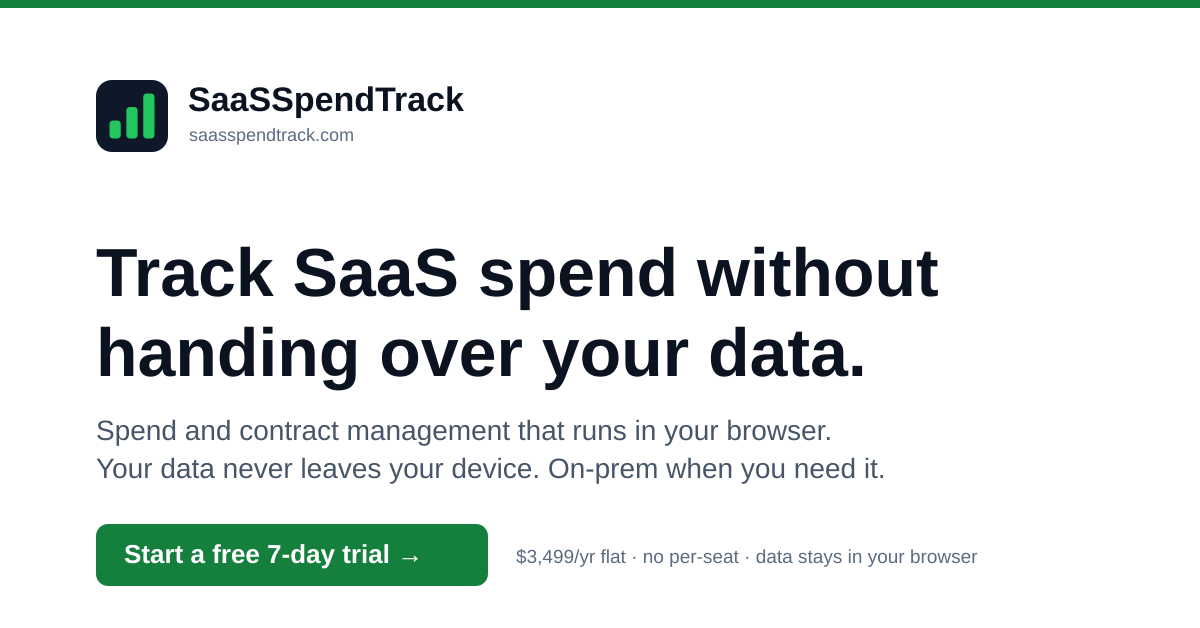 SaaSSpendTrack
saasspendtrack.com
Track SaaS spend without
handing over your data.
Spend and contract management that runs in your browser.
Your data never leaves your device. On-prem when you need it.
Start a free 7-day trial →
$3,499/yr flat · no per-seat · data stays in your browser